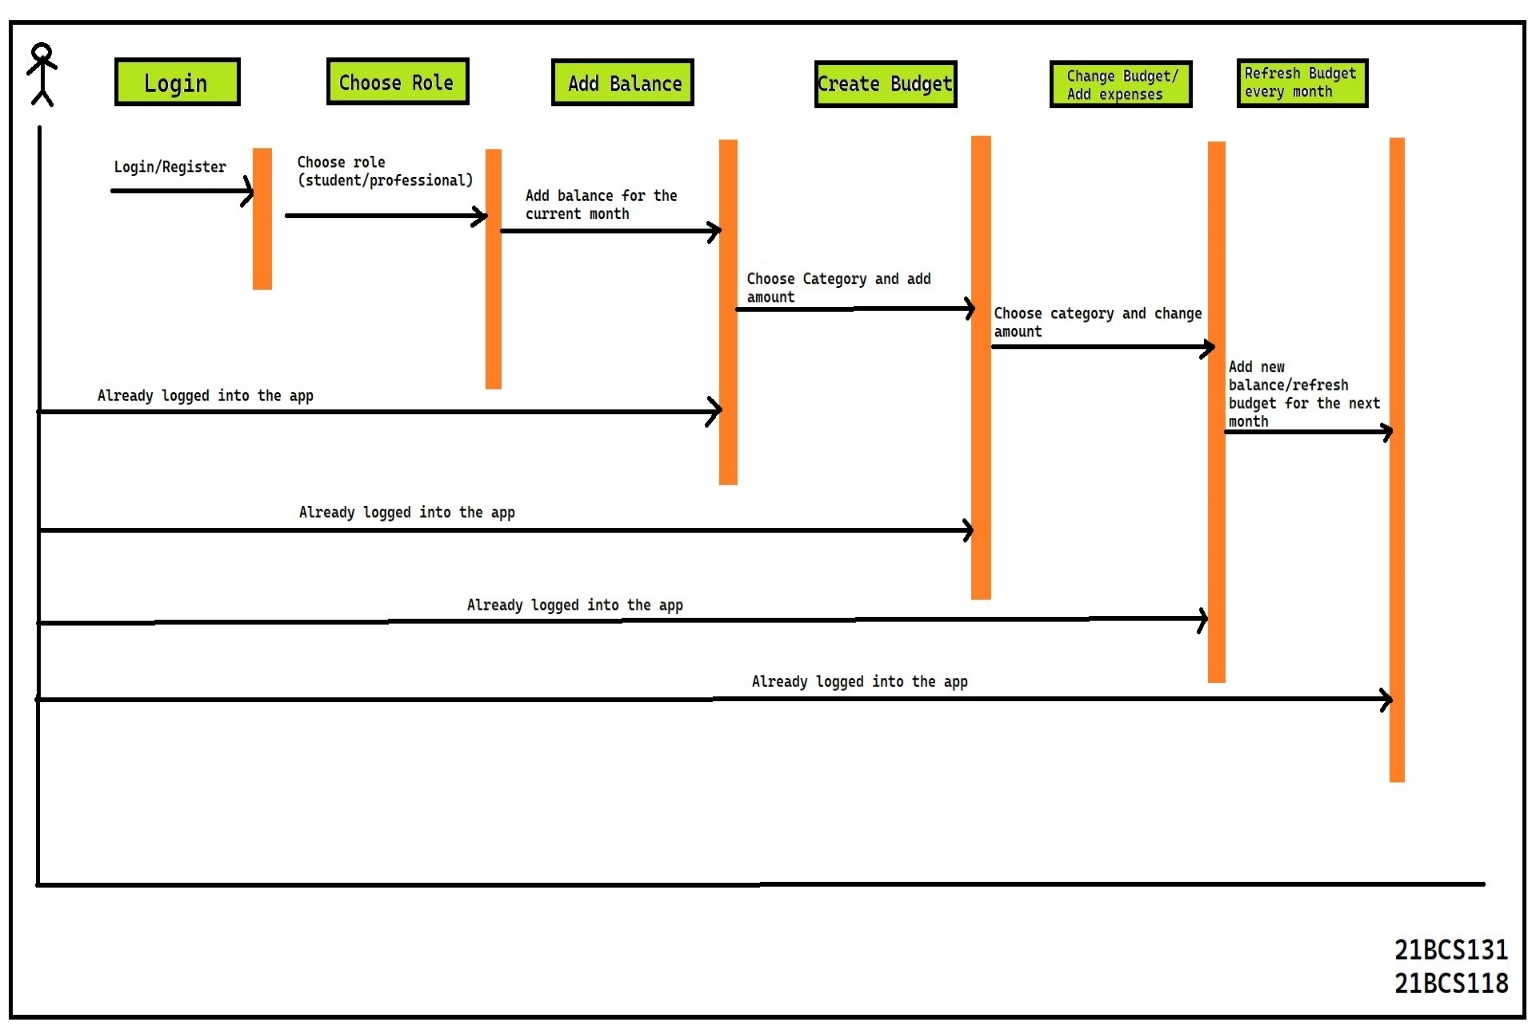 Login
Choose Role
Add Balance
Create Budget
Change Budget/
Add expenses
Refresh Budget
every month
Login/Register
Choose role
(student/professional)
Add balance for the
current month
Choose Category and add
amount
Choose category and change
amount
Add new
balance/refresh
budget for the next
month
Already logged into the app
Already logged into the app
Already logged into the app
Already logged into the app
21BCS131
21BCS118